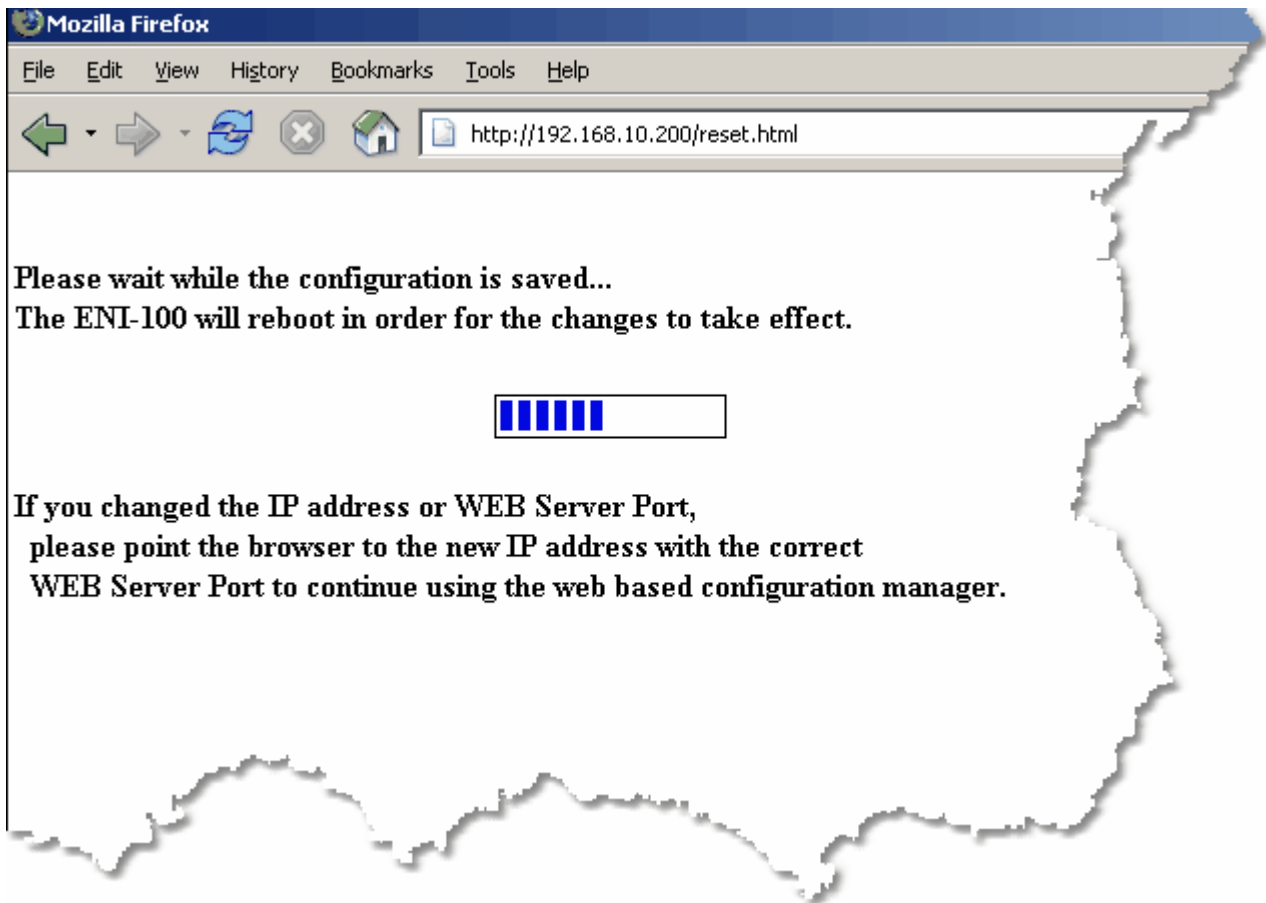 Mozilla Firefox
File Edit View History Bookmarks Tools Help
http://192.168.10.200/reset.html
Please wait while the configuration is saved...
The ENI-100 will reboot in order for the changes to take effect.
If you changed the IP address or WEB Server Port,
please point the browser to the new IP address with the correct
WEB Server Port to continue using the web based configuration manager.